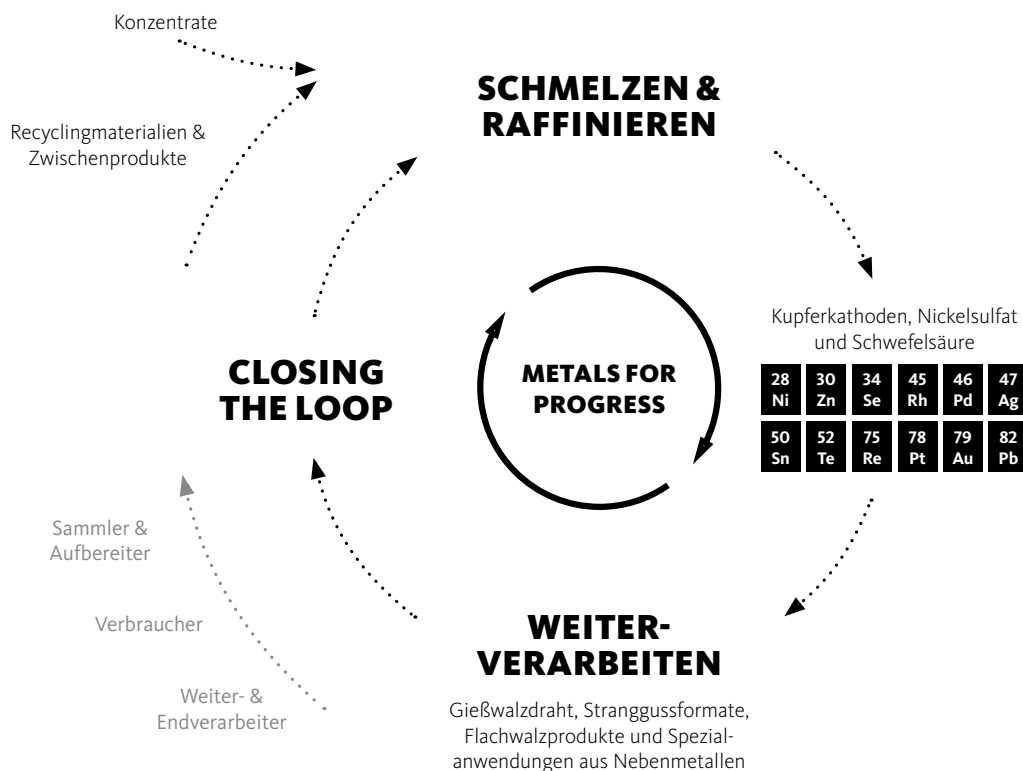 Konzentrate
SCHMELZEN &
RAFFINIEREN
Recyclingmaterialien &
Zwischenprodukte
Kupferkathoden, Nickelsulfat
und Schwefelsäure
28 30 34 45 46 47
Ni Zn Se Rh Pd Ag
50 52 75 78 79 82
Sn Te Re Pt Au Pb
CLOSING
THE LOOP
METALS FOR
PROGRESS
Sammler &
Aufbereiter
Verbraucher
Weiter- &
Endverarbeiter
WEITER-
VERARBEITEN
Gießwalzdraht, Stranggussformate,
Flachwalzprodukte und Spezial-
anwendungen aus Nebenmetallen